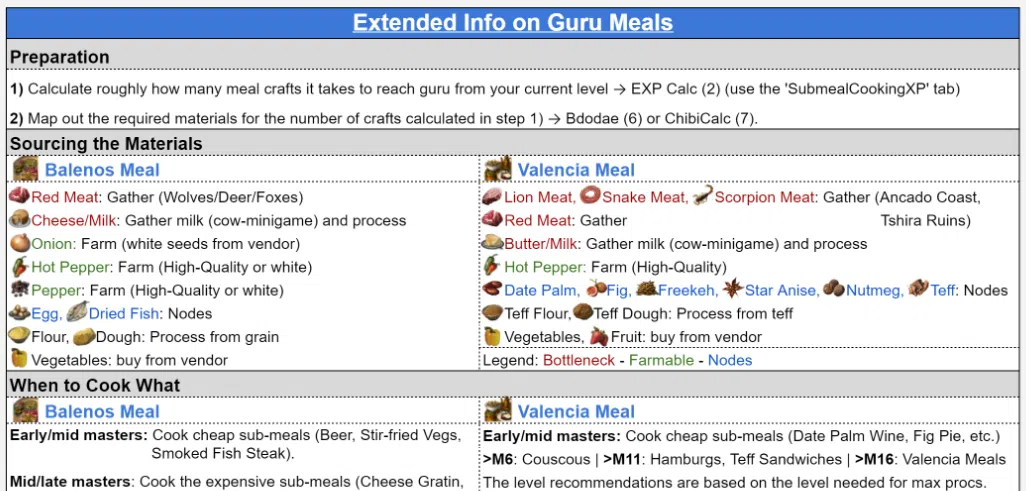 Extended Info on Guru Meals
Preparation
1) Calculate roughly how many meal crafts it takes to reach guru from your current level → EXP Calc (2) (use the 'SubmealCookingXP' tab)
2) Map out the required materials for the number of crafts calculated in step 1) → Bdodae (6) or ChibiCalc (7).
Sourcing the Materials
Balenos Meal
Red Meat: Gather (Wolves/Deer/Foxes)
Cheese/Milk: Gather milk (cow-minigame) and process
Onion: Farm (white seeds from vendor)
Hot Pepper: Farm (High-Quality or white)
Pepper: Farm (High-Quality or white)
Egg, Dried Fish: Nodes
Flour, Dough: Process from grain
Vegetables: buy from vendor
Valencia Meal
Lion Meat, Snake Meat, Scorpion Meat: Gather (Ancado Coast,
Red Meat: Gather Tshira Ruins)
Butter/Milk: Gather milk (cow-minigame) and process
Hot Pepper: Farm (High-Quality)
Date Palm, Fig, Freekeh, Star Anise, Nutmeg, Teff: Nodes
Teff Flour, Teff Dough: Process from teff
Vegetables, Fruit: buy from vendor
Legend: Bottleneck - Farmable - Nodes
When to Cook What
Balenos Meal
Early/mid masters: Cook cheap sub-meals (Beer, Stir-fried Vegs,
Smoked Fish Steak).
Mid/late masters: Cook the expensive sub-meals (Cheese Gratin,
Valencia Meal
Early/mid masters: Cook cheap sub-meals (Date Palm Wine, Fig Pie, etc.)
>M6: Couscous | >M11: Hamburgs, Teff Sandwiches | >M16: Valencia Meals
The level recommendations are based on the level needed for max procs.